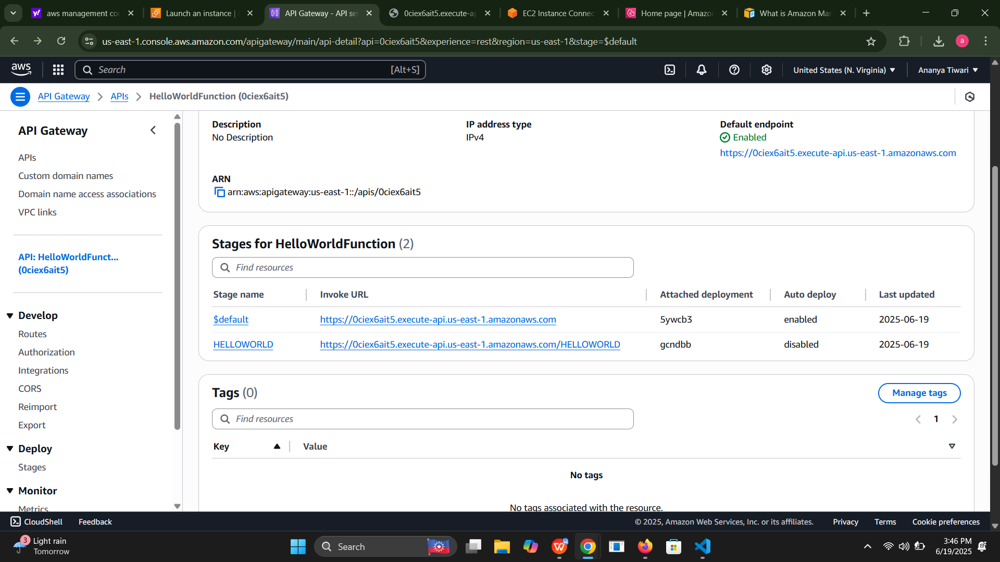 aws management co
Launch an instance |
API Gateway - API se
0ciex6ait5.execute-ap
EC2 Instance Connec
Home page | Amazo
What is Amazon Ma
us-east-1.console.aws.amazon.com/apigateway/main/api-detail?api=0ciex6ait5&experience=rest&region=us-east-1&stage=$default
a
aws
Search
[Alt+S]
United States (N. Virginia)
Ananya Tiwari
API Gateway
APIs
HelloWorldFunction (0ciex6ait5)
API Gateway
APIs
Custom domain names
Domain name access associations
VPC links
API: HelloWorldFunct...
(0ciex6ait5)
Develop
Routes
Authorization
Integrations
CORS
Reimport
Export
Deploy
Stages
Monitor
Metrics
Description
No Description
IP address type
IPv4
Default endpoint
Enabled
https://0ciex6ait5.execute-api.us-east-1.amazonaws.com
ARN
arn:aws:apigateway:us-east-1::/apis/0ciex6ait5
Stages for HelloWorldFunction (2)
Find resources
Stage name Invoke URL Attached deployment Auto deploy Last updated
$default https://0ciex6ait5.execute-api.us-east-1.amazonaws.com 5ywcb3 enabled 2025-06-19
HELLOWORLD https://0ciex6ait5.execute-api.us-east-1.amazonaws.com/HELLOWORLD gcndbb disabled 2025-06-19
Tags (0)
Manage tags
Find resources
1
Key Value
No tags
No tags associated with the resource.
CloudShell
Feedback
© 2025, Amazon Web Services, Inc. or its affiliates.
Privacy
Terms
Cookie preferences
3
Light rain
Tomorrow
Search
3:46 PM
6/19/2025